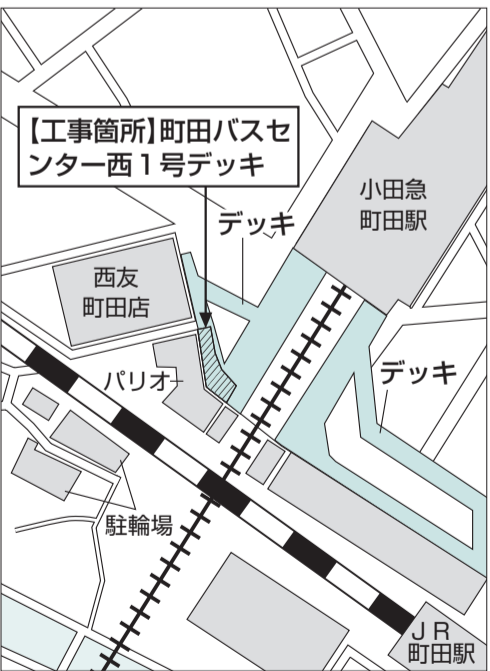 【工事箇所】町田バスセ
ンター西１号デッキ
小田急
町田駅
デッキ
西友
町田店
デッキ
パリオ
駐輪場
ＪＲ
町田駅